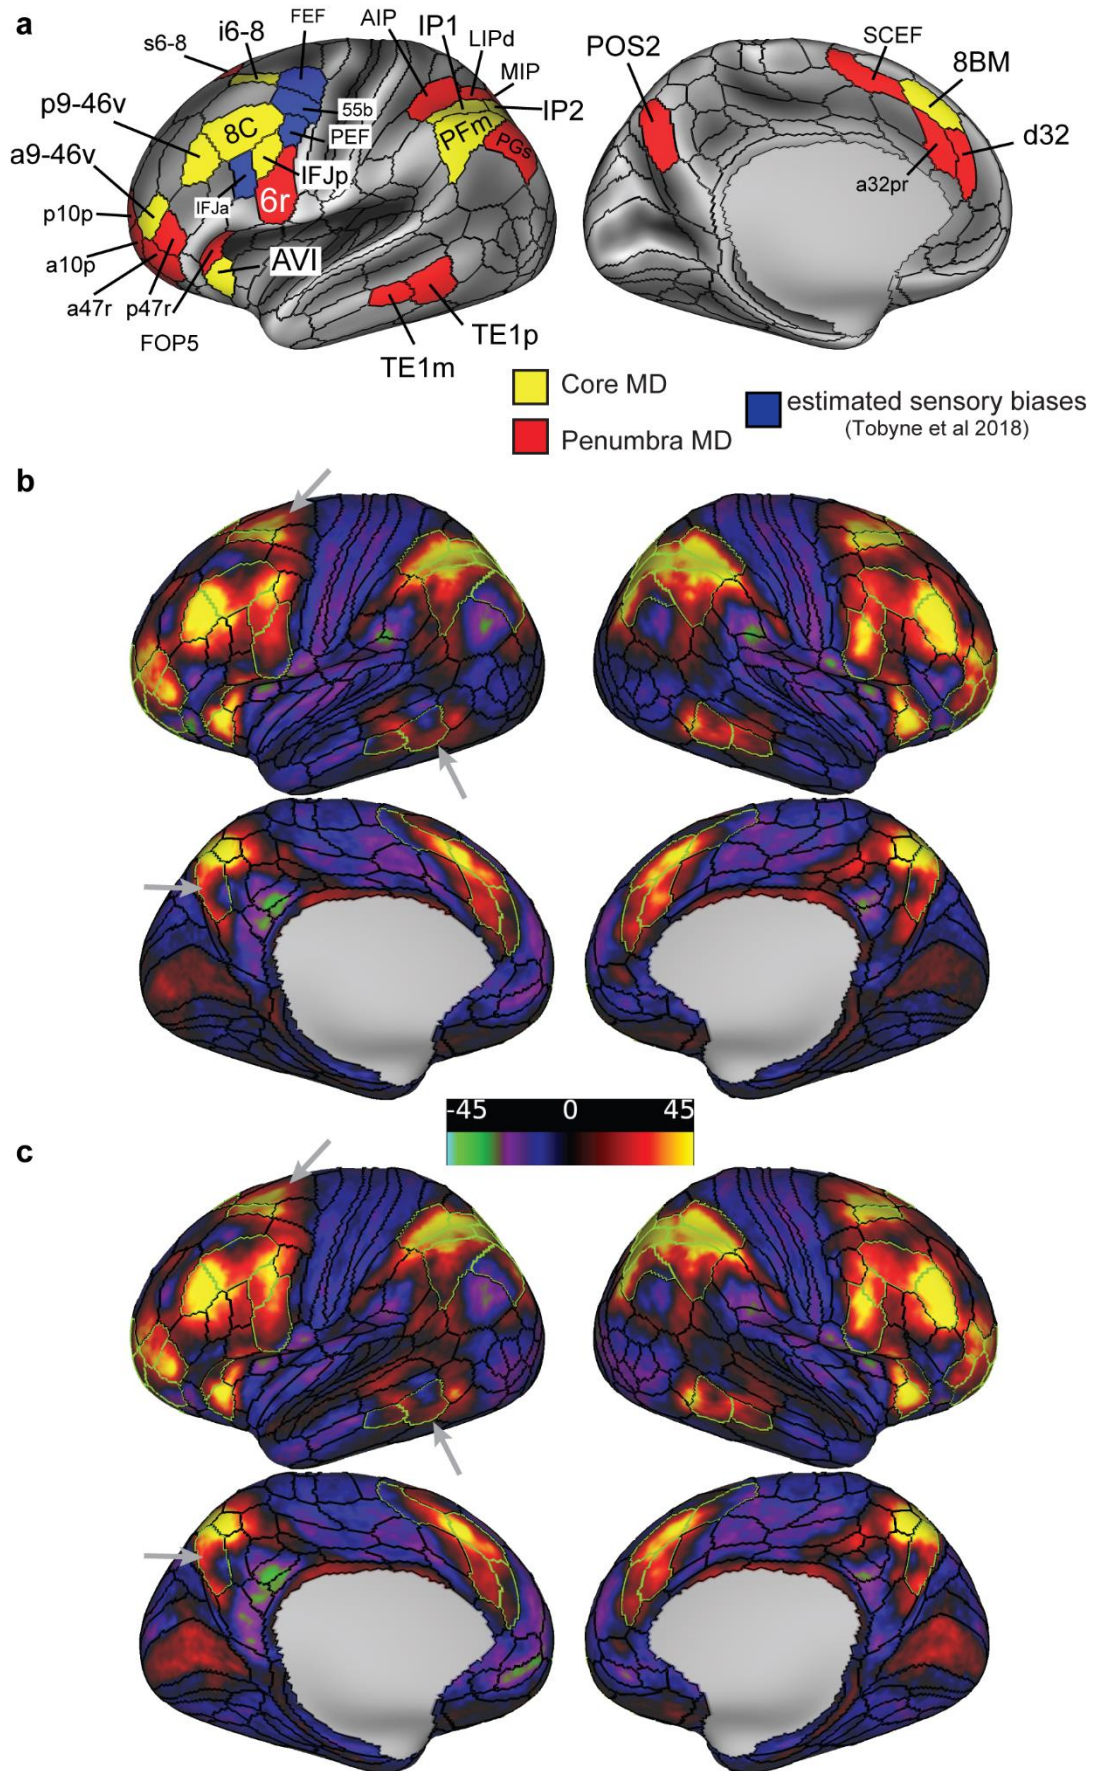 a
s6-8
i6-8
FEF
AIP
IP1
LIPd
MIP
IP2
POS2
SCEF
8BM
d32
a32pr
p9-46v
a9-46v
8C
55b
PEF
PFm
PGs
p10p
IFJa
IFJp
6r
a10p
AVI
a47r
p47r
FOP5
TE1p
TE1m
Core MD
Penumbra MD
estimated sensory biases
(Tobyne et al 2018)
b
-45 0 45
c